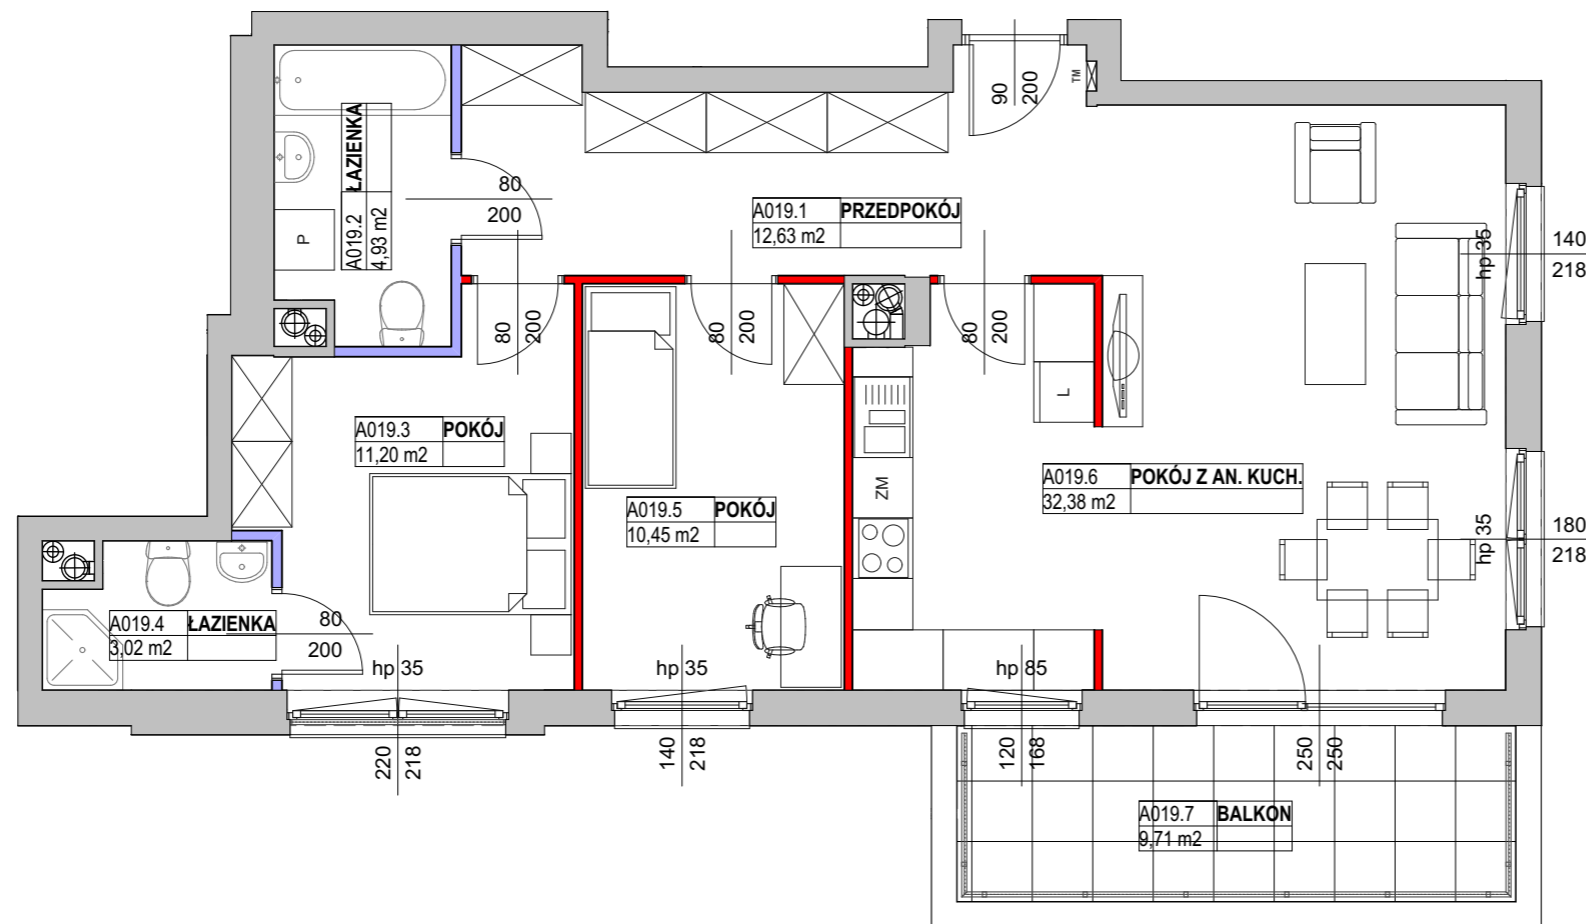 90
200
TM
ŁAZIENKA
A019.2
4,93 m2
P
80
200
A019.1 PRZEDPOKÓJ
12,63 m2
hp 35
140
218
80
200
80
200
80
200
L
A019.3 POKÓJ
11,20 m2
A019.5 POKÓJ
10,45 m2
ZM
A019.6 POKÓJ Z AN. KUCH.
32,38 m2
hp 35
180
218
A019.4 ŁAZIENKA
3,02 m2
80
200
hp 35
hp 35
hp 85
220
218
140
218
120
168
250
250
A019.7 BALKON
9,71 m2